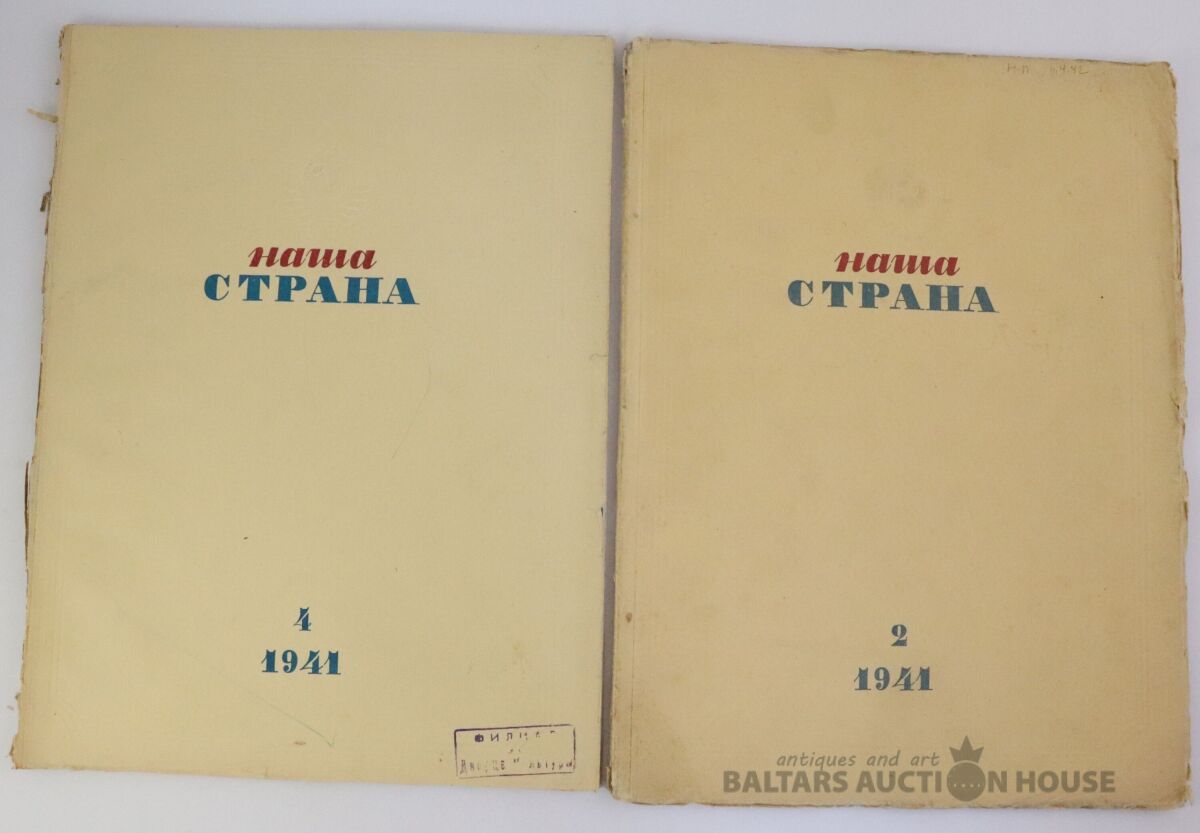 наша
СТРАНА
4
1941
наша
СТРАНА
2
1941
antiques and art
BALTARS AUCTION HOUSE